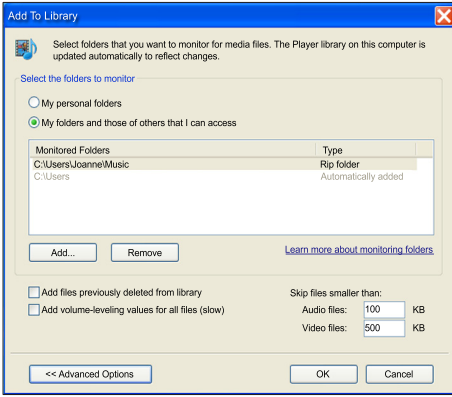 Add To Library
Select folders that you want to monitor for media files. The Player library on this computer is
updated automatically to reflect changes.
Select the folders to monitor
My personal folders
My folders and those of others that I can access
Monitored Folders Type
C:\Users\Joanne\Music Rip folder
C:\Users Automatically added
Add... Remove Learn more about monitoring folders
Add files previously deleted from library Skip files smaller than:
Add volume-leveling values for all files (slow) Audio files: 100 KB
Video files: 500 KB
<< Advanced Options OK Cancel